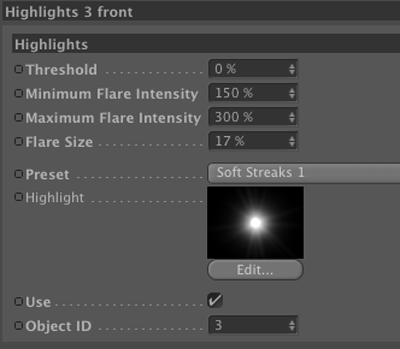 Highlights 3 front
Highlights
Threshold 0 %
Minimum Flare Intensity 150 %
Maximum Flare Intensity 300 %
Flare Size 17 %
Preset Soft Streaks 1
Highlight
Edit...
Use
Object ID 3